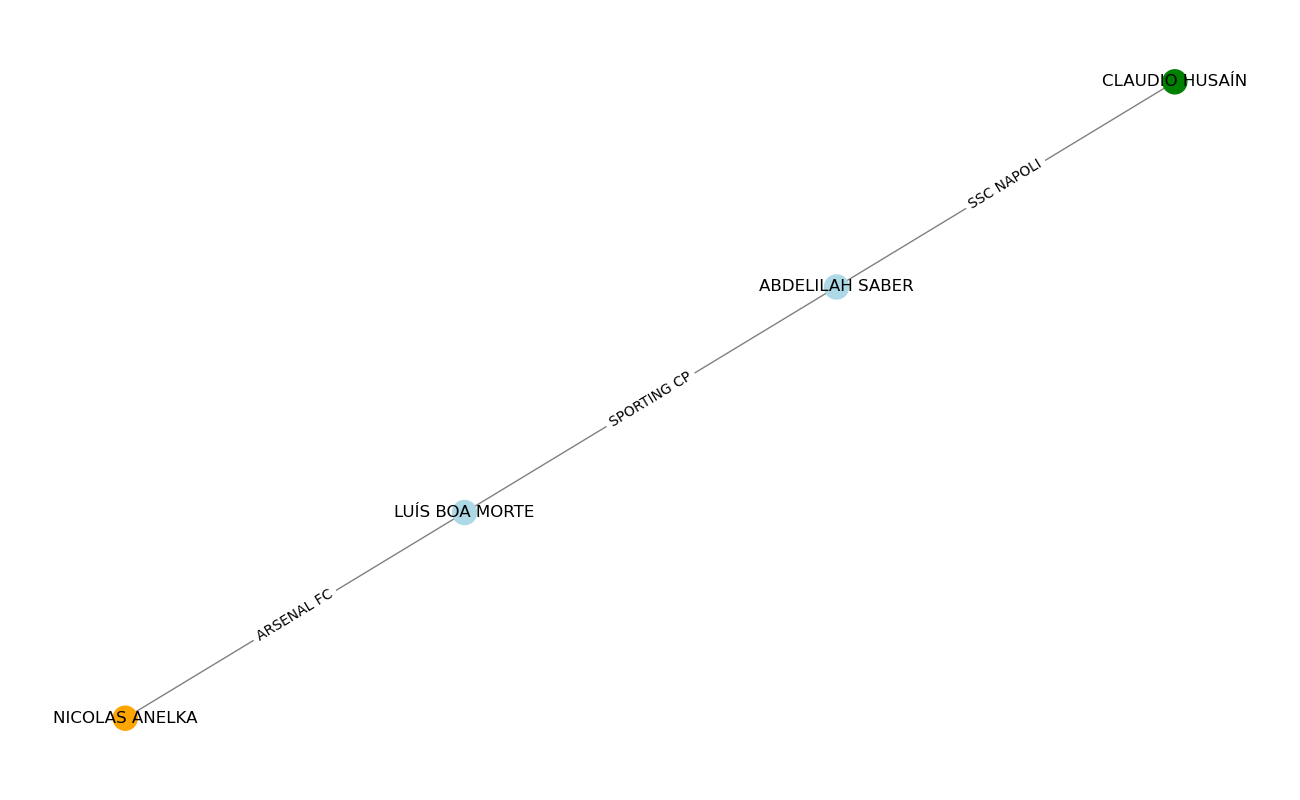 CLAUDIO HUSAÍN
SSC NAPOLI
ABDELILAH SABER
SPORTING CP
LUÍS BOA MORTE
ARSENAL FC
NICOLAS ANELKA